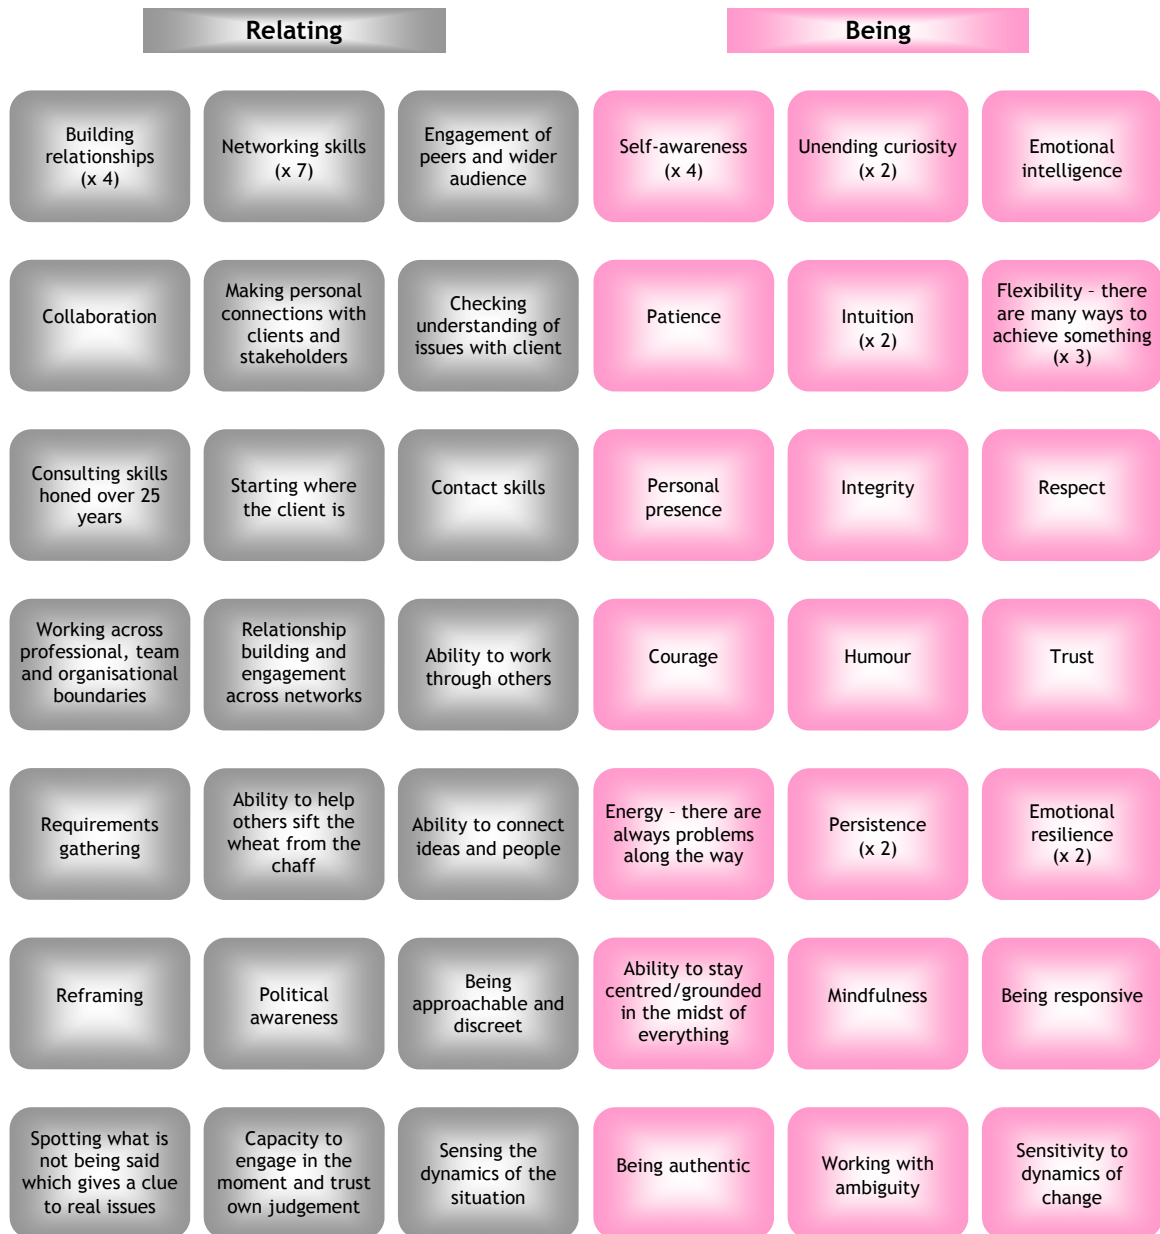 Relating
Being
Building
relationships
(x 4)
Networking skills
(x 7)
Engagement of
peers and wider
audience
Self-awareness
(x 4)
Unending curiosity
(x 2)
Emotional
intelligence
Collaboration
Making personal
connections with
clients and
stakeholders
Checking
understanding of
issues with client
Patience
Intuition
(x 2)
Flexibility – there
are many ways to
achieve something
(x 3)
Consulting skills
honed over 25
years
Starting where
the client is
Contact skills
Personal
presence
Integrity
Respect
Working across
professional, team
and organisational
boundaries
Relationship
building and
engagement
across networks
Ability to work
through others
Courage
Humour
Trust
Requirements
gathering
Ability to help
others sift the
wheat from the
chaff
Ability to connect
ideas and people
Energy – there are
always problems
along the way
Persistence
(x 2)
Emotional
resilience
(x 2)
Reframing
Political
awareness
Being
approachable and
discreet
Ability to stay
centred/grounded
in the midst of
everything
Mindfulness
Being responsive
Spotting what is
not being said
which gives a clue
to real issues
Capacity to
engage in the
moment and trust
own judgement
Sensing the
dynamics of the
situation
Being authentic
Working with
ambiguity
Sensitivity to
dynamics of
change